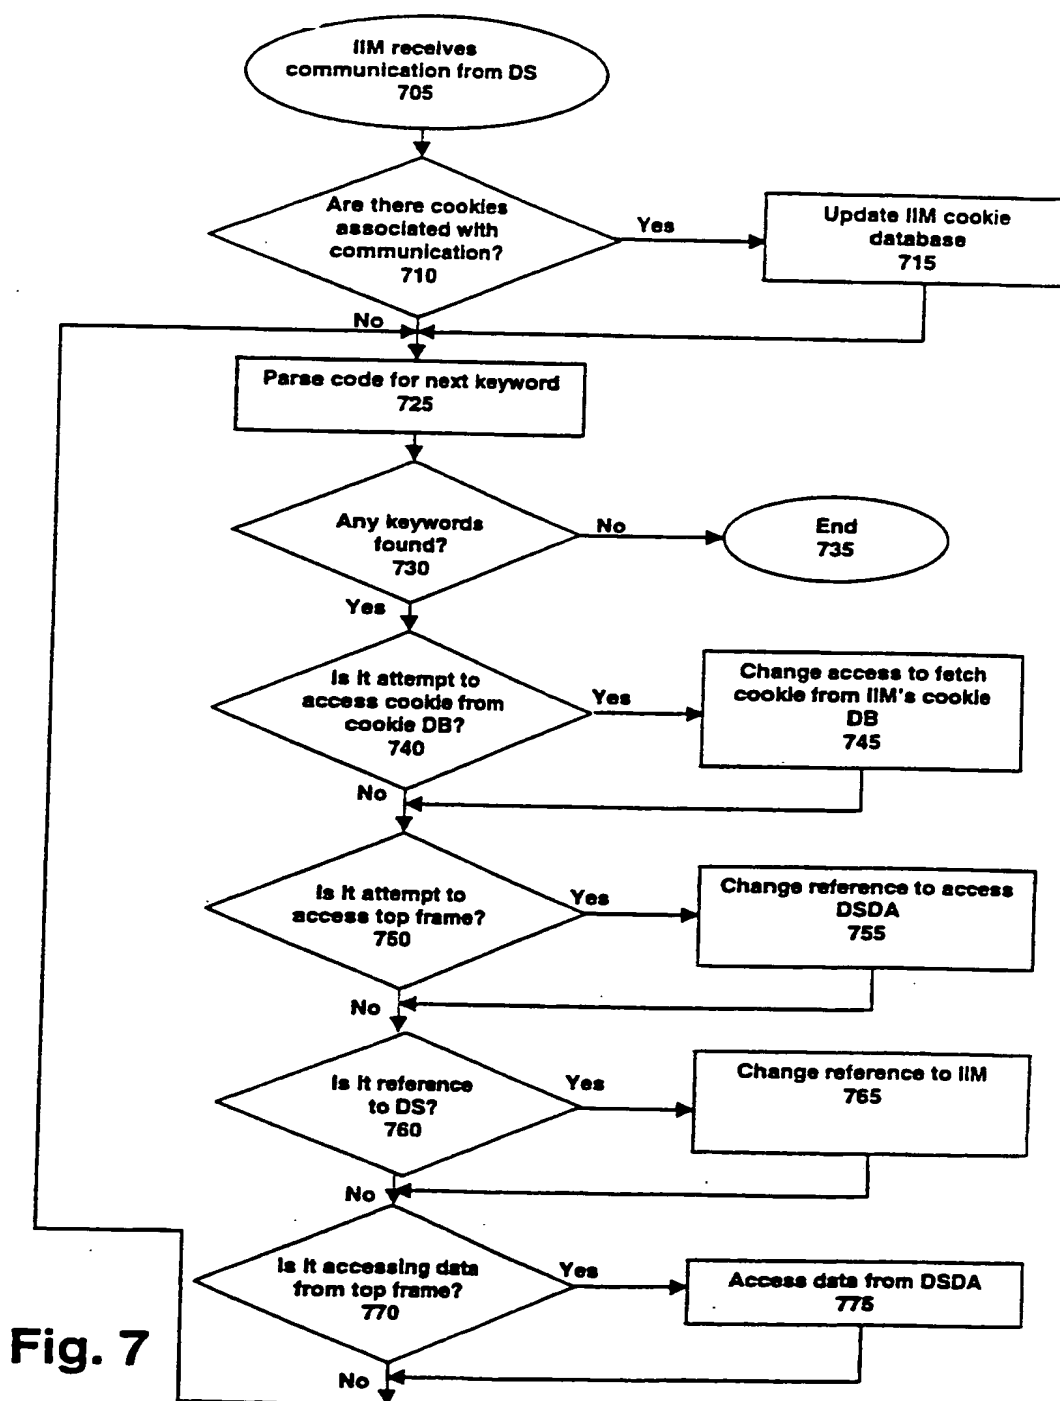 IIM receives
communication from DS
705
Are there cookies
associated with
communication?
710
Yes
Update IIM cookie
database
715
No
Parse code for next keyword
725
Any keywords
found?
730
No
End
735
Yes
Is it attempt to
access cookie from
cookie DB?
740
Yes
Change access to fetch
cookie from IIM's cookie
DB
745
No
Is it attempt to
access top frame?
750
Yes
Change reference to access
DSDA
755
No
Is it reference
to DS?
760
Yes
Change reference to IIM
765
No
Is it accessing data
from top frame?
770
Yes
Access data from DSDA
775
No
Fig. 7